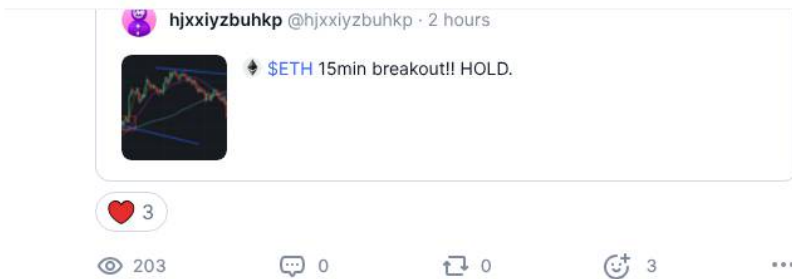 hjxxiyzbuhkp @hjxxiyzbuhkp · 2 hours
$ETH 15min breakout!! HOLD.
3
203 0 0 3